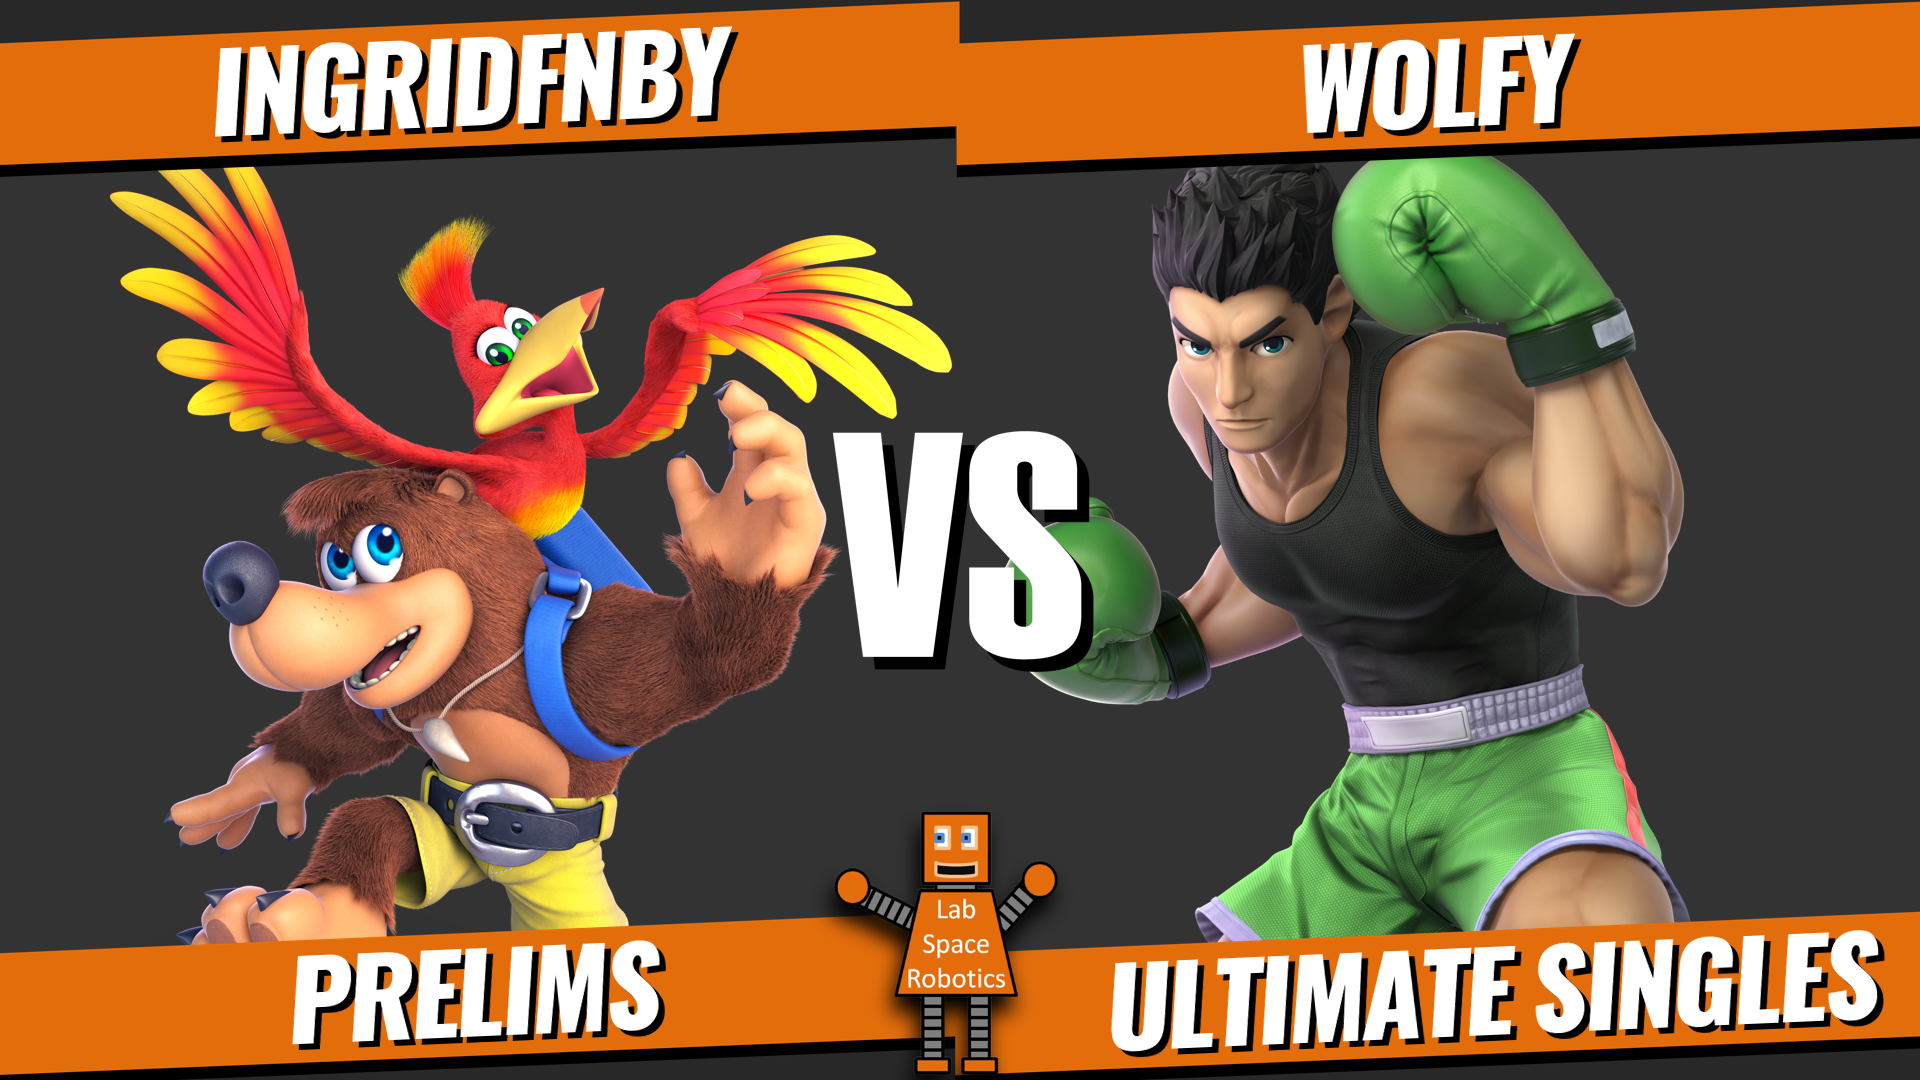 INGRIDFNBY
WOLFY
VS
Lab
Space
Robotics
PRELIMS
ULTIMATE SINGLES